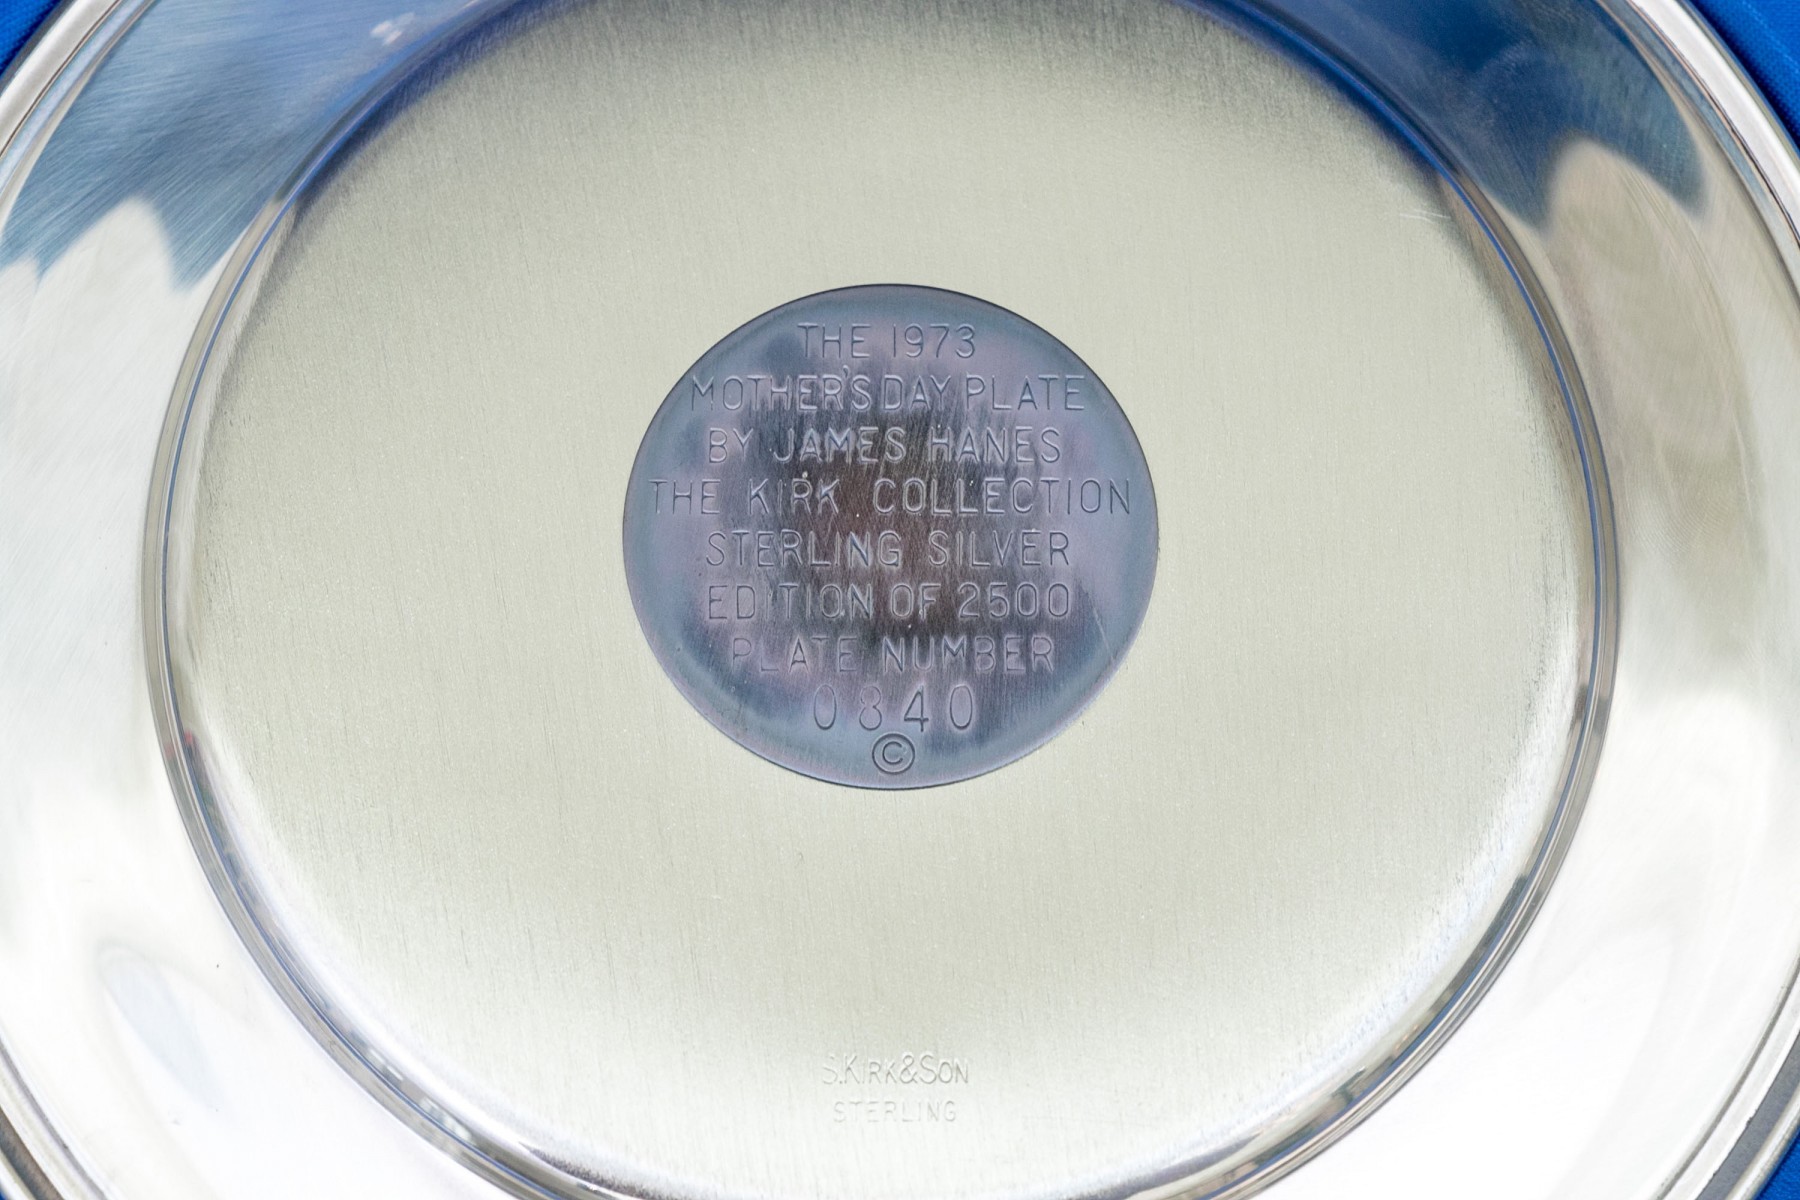 THE 1973
MOTHER'S DAY PLATE
BY JAMES HANES
THE KIRK COLLECTION
STERLING SILVER
EDITION OF 2500
PLATE NUMBER
0840
©
S.KIRK&SON
STERLING